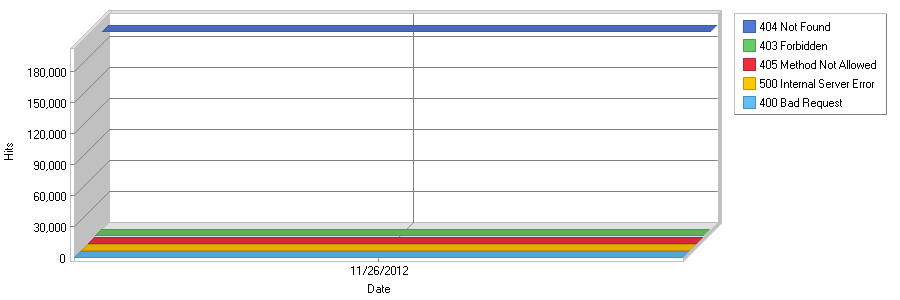 404 Not Found
403 Forbidden
405 Method Not Allowed
500 Internal Server Error
400 Bad Request
Hits
180,000
150,000
120,000
90,000
60,000
30,000
0
11/26/2012
Date